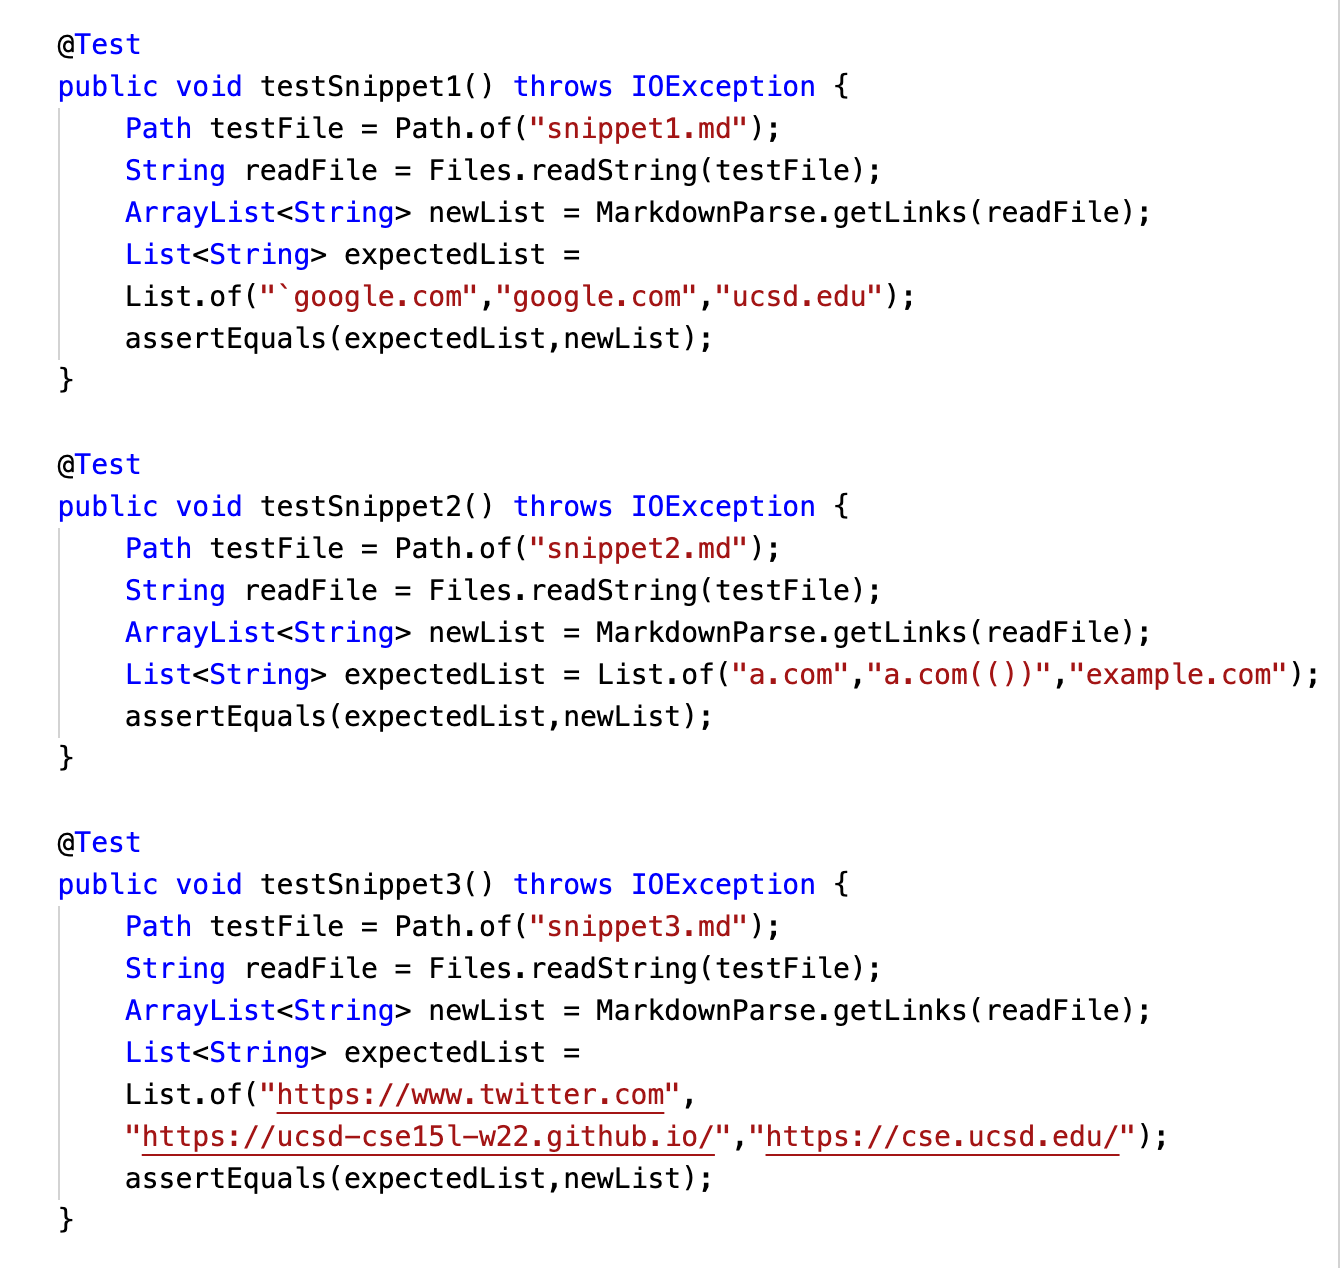 @Test
public void testSnippet1() throws IOException {
    Path testFile = Path.of("snippet1.md");
    String readFile = Files.readString(testFile);
    ArrayList<String> newList = MarkdownParse.getLinks(readFile);
    List<String> expectedList =
    List.of("`google.com","google.com","ucsd.edu");
    assertEquals(expectedList,newList);
}
@Test
public void testSnippet2() throws IOException {
    Path testFile = Path.of("snippet2.md");
    String readFile = Files.readString(testFile);
    ArrayList<String> newList = MarkdownParse.getLinks(readFile);
    List<String> expectedList = List.of("a.com","a.com(())","example.com");
    assertEquals(expectedList,newList);
}
@Test
public void testSnippet3() throws IOException {
    Path testFile = Path.of("snippet3.md");
    String readFile = Files.readString(testFile);
    ArrayList<String> newList = MarkdownParse.getLinks(readFile);
    List<String> expectedList =
    List.of("https://www.twitter.com",
    "https://ucsd-cse15l-w22.github.io/","https://cse.ucsd.edu/");
    assertEquals(expectedList,newList);
}